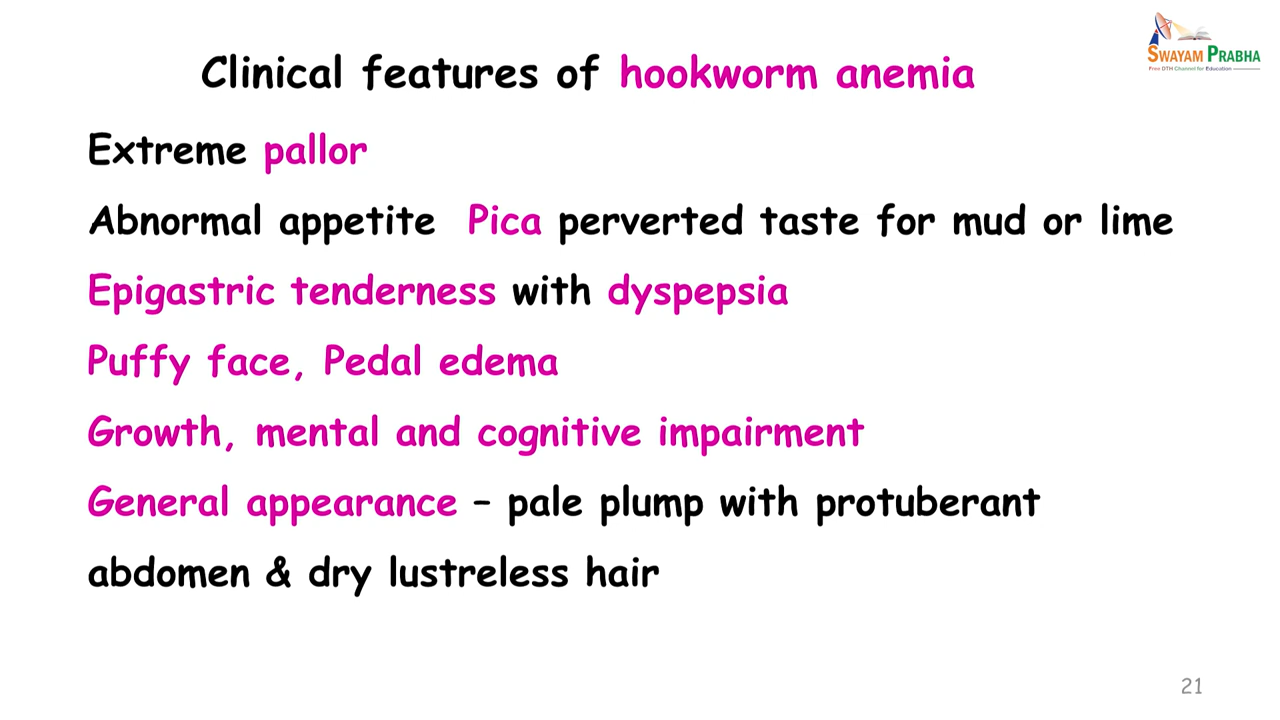 SWAYAM PRABHA
Free DTH Channel for Education
Clinical features of hookworm anemia
Extreme pallor
Abnormal appetite Pica perverted taste for mud or lime
Epigastric tenderness with dyspepsia
Puffy face, Pedal edema
Growth, mental and cognitive impairment
General appearance – pale plump with protuberant
abdomen & dry lustreless hair
21